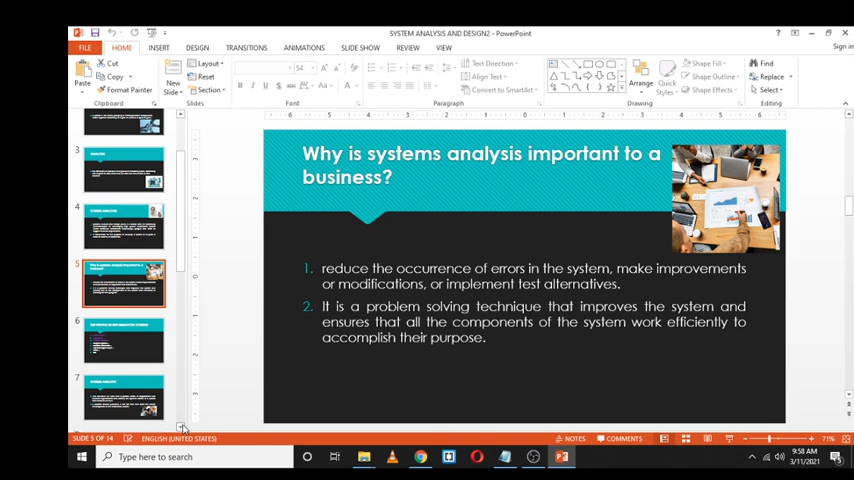 SYSTEM ANALYSIS AND DESIGN2 - PowerPoint
FILE HOME INSERT DESIGN TRANSITIONS ANIMATIONS SLIDE SHOW REVIEW VIEW Sign in
Cut
Copy
Format Painter
Paste
Clipboard
New Slide
Layout
Reset
Section
Slides
54
Font
Text Direction
Align Text
Convert to SmartArt
Paragraph
Arrange
Quick Styles
Shape Fill
Shape Outline
Shape Effects
Drawing
Find
Replace
Select
Editing
3
4
5
6
7
Why is systems analysis important to a
business?
1. reduce the occurrence of errors in the system, make improvements
or modifications, or implement test alternatives.
2. It is a problem solving technique that improves the system and
ensures that all the components of the system work efficiently to
accomplish their purpose.
SLIDE 5 OF 14 ENGLISH (UNITED STATES) NOTES COMMENTS 71%
Type here to search
9:58 AM
3/11/2021